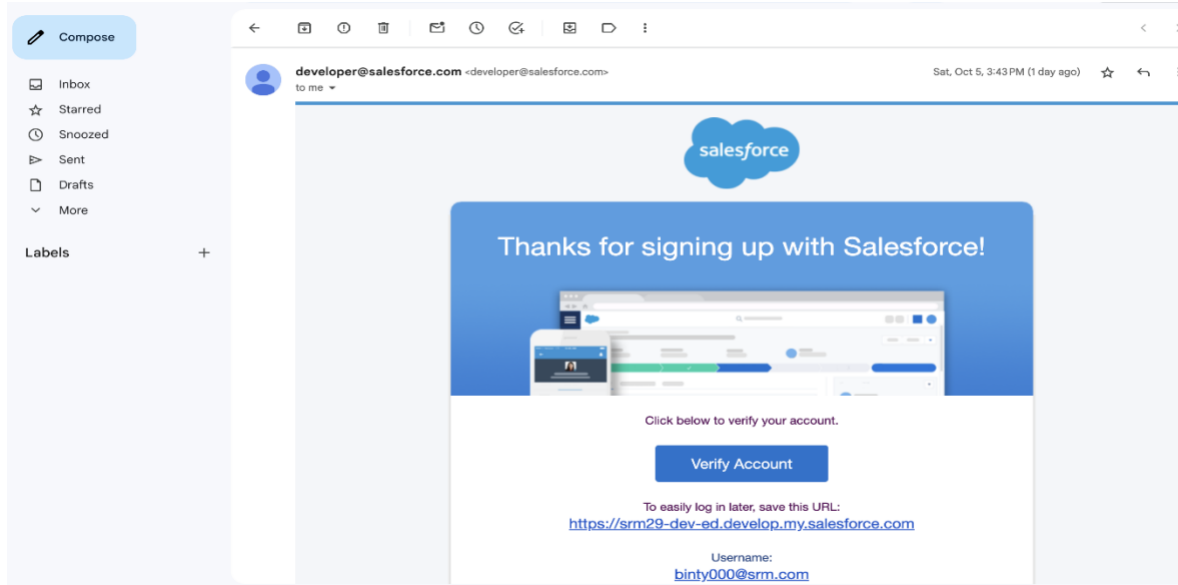 Compose
Inbox
Starred
Snoozed
Sent
Drafts
More
Labels
developer@salesforce.com <developer@salesforce.com>
Sat, Oct 5, 3:43 PM (1 day ago)
to me
salesforce
Thanks for signing up with Salesforce!
Click below to verify your account.
Verify Account
To easily log in later, save this URL:
https://srm29-dev-ed.develop.my.salesforce.com
Username:
binty000@srm.com